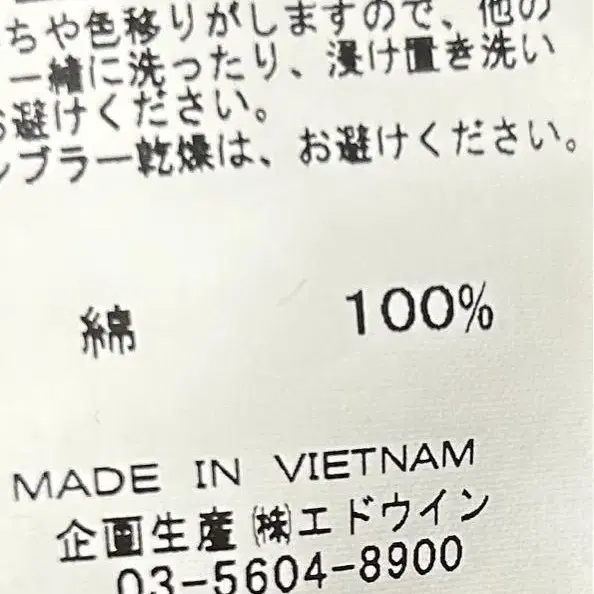 ちや色移りがしますので、他の
一緒に洗ったり、浸け置き洗い
お避けください。
ンブラー乾燥は、お避けください。
綿 100%
MADE IN VIETNAM
企画生産 ㈱エドウイン
03-5604-8900